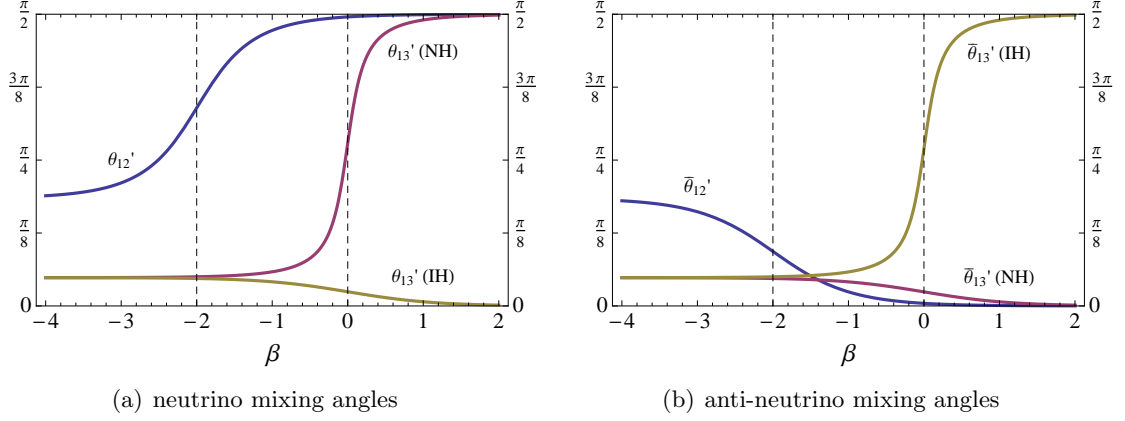 π/2
3π/8
π/4
π/8
0
θ₁₂'
θ₁₃' (NH)
θ₁₃' (IH)
π/2
3π/8
π/4
π/8
0
−4 −3 −2 −1 0 1 2
β
(a) neutrino mixing angles
π/2
3π/8
π/4
π/8
0
θ̄₁₃' (IH)
θ̄₁₂'
θ̄₁₃' (NH)
π/2
3π/8
π/4
π/8
0
−4 −3 −2 −1 0 1 2
β
(b) anti-neutrino mixing angles